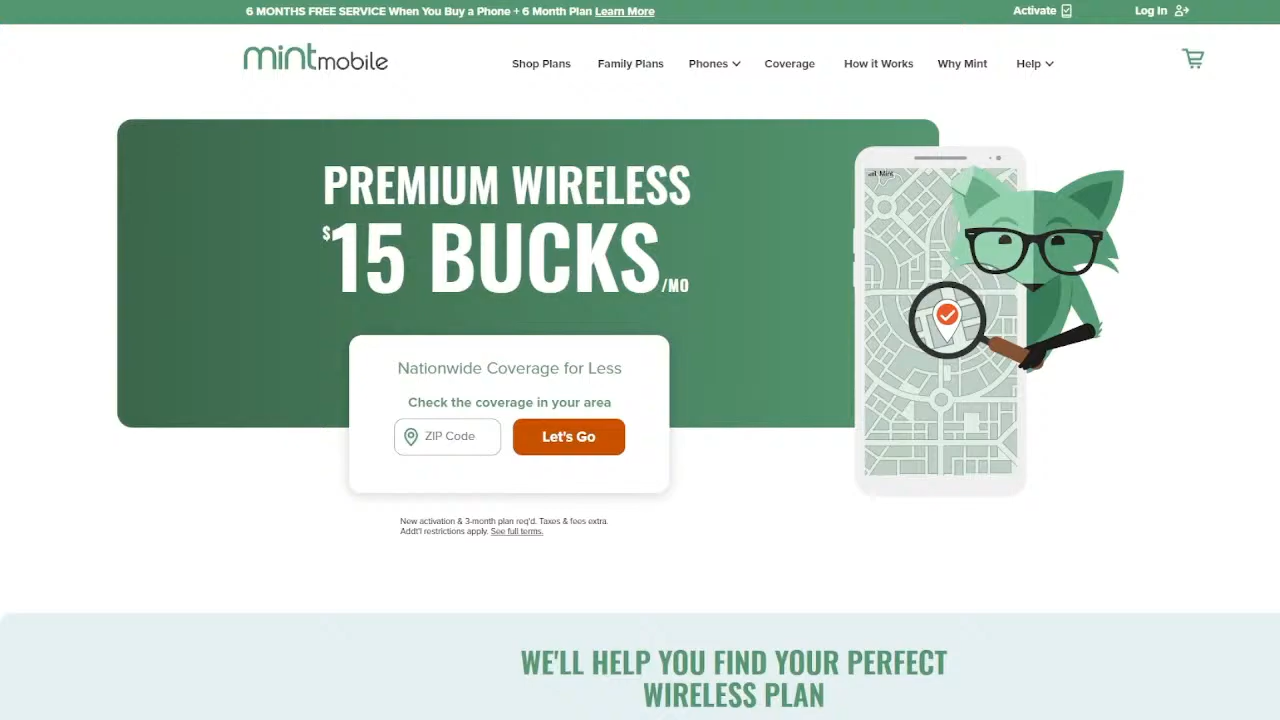 6 MONTHS FREE SERVICE When You Buy a Phone + 6 Month Plan Learn More
Activate
Log In
mintmobile
Shop Plans
Family Plans
Phones
Coverage
How it Works
Why Mint
Help
PREMIUM WIRELESS
$15 BUCKS/MO
Mint
Nationwide Coverage for Less
Check the coverage in your area
ZIP Code
Let's Go
New activation & 3-month plan req'd. Taxes & fees extra.
Addt'l restrictions apply. See full terms.
WE'LL HELP YOU FIND YOUR PERFECT
WIRELESS PLAN